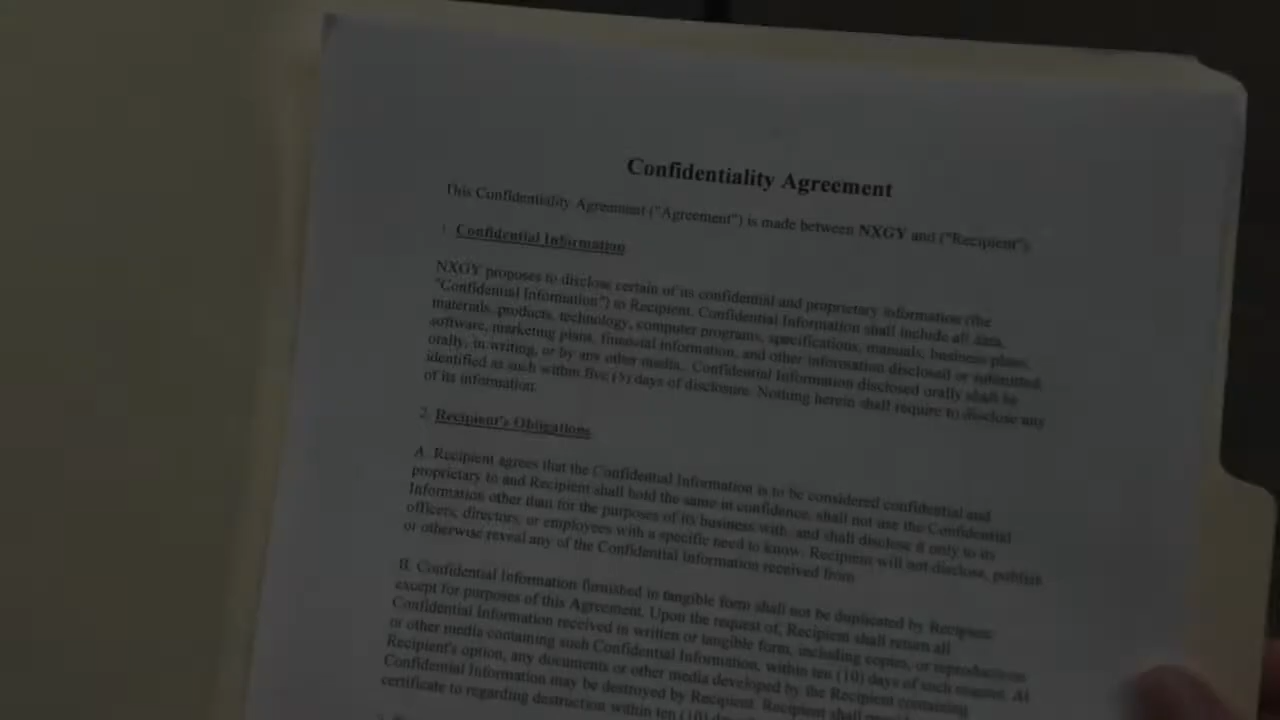 Confidentiality Agreement
This Confidentiality Agreement ("Agreement") is made between NXGY and ("Recipient").
1. Confidential Information
NXGY proposes to disclose certain of its confidential and proprietary information (the
"Confidential Information") to Recipient. Confidential Information shall include all data,
materials, products, technology, computer programs, specifications, manuals, business plans,
software, marketing plans, financial information, and other information disclosed or submitted,
orally, in writing, or by any other media. Confidential Information disclosed orally shall be
identified as such within five (5) days of disclosure. Nothing herein shall require to disclose any
of its information.
2. Recipient's Obligations
A. Recipient agrees that the Confidential Information is to be considered confidential and
proprietary to and Recipient shall hold the same in confidence, shall not use the Confidential
Information other than for the purposes of its business with, and shall disclose it only to its
officers, directors, or employees with a specific need to know. Recipient will not disclose, publish
or otherwise reveal any of the Confidential Information received from
B. Confidential Information furnished in tangible form shall not be duplicated by Recipient
except for purposes of this Agreement. Upon the request of, Recipient shall return all
Confidential Information received in written or tangible form, including copies, or reproductions
or other media containing such Confidential Information, within ten (10) days of such request. At
Recipient's option, any documents or other media developed by the Recipient containing
Confidential Information may be destroyed by Recipient. Recipient shall
certificate to regarding destruction within ten (10)